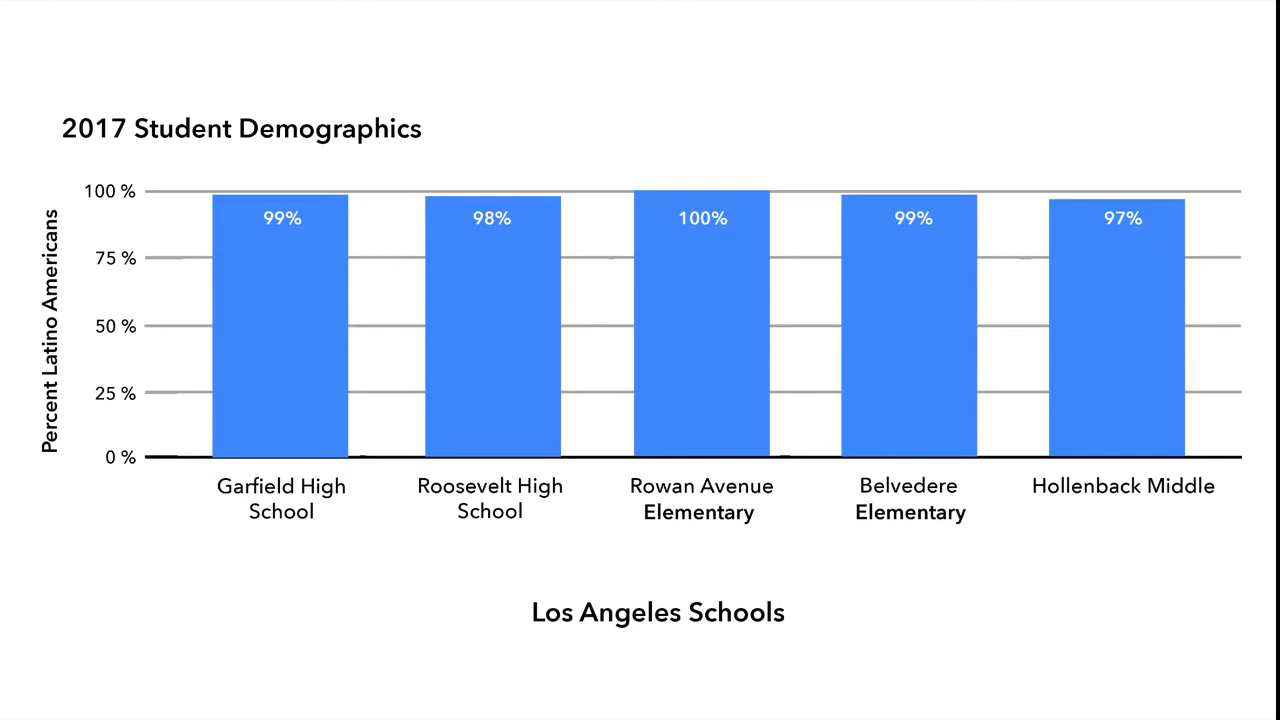 2017 Student Demographics
Percent Latino Americans
100 %
75 %
50 %
25 %
0 %
99%
98%
100%
99%
97%
Garfield High
School
Roosevelt High
School
Rowan Avenue
Elementary
Belvedere
Elementary
Hollenback Middle
Los Angeles Schools